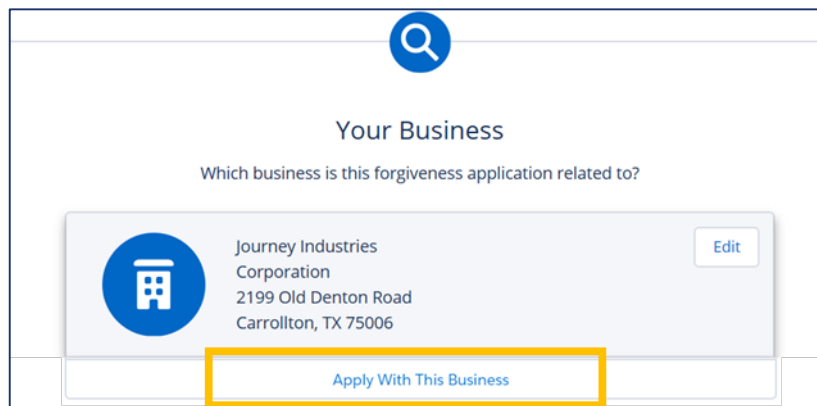 Your Business
Which business is this forgiveness application related to?
Journey Industries
Edit
Corporation
2199 Old Denton Road
Carrollton, TX 75006
Apply With This Business